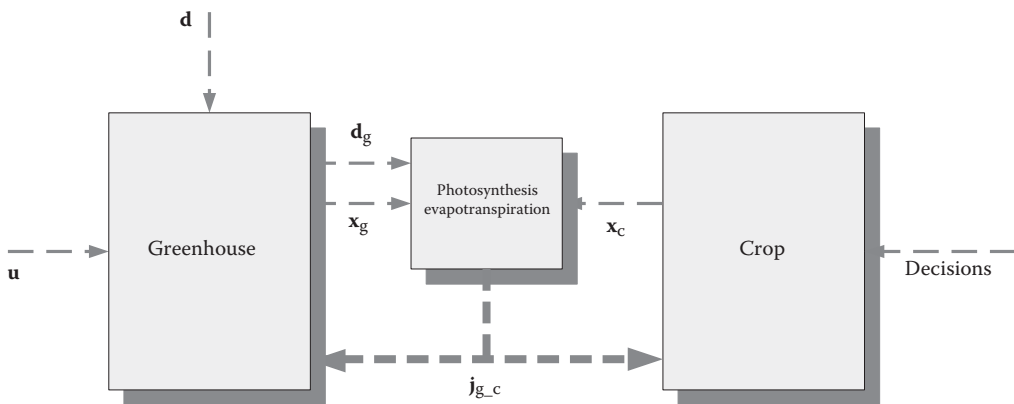 d
d_g
Photosynthesis
evapotranspiration
x_g
x_c
Greenhouse
Crop
u
Decisions
j_g_c